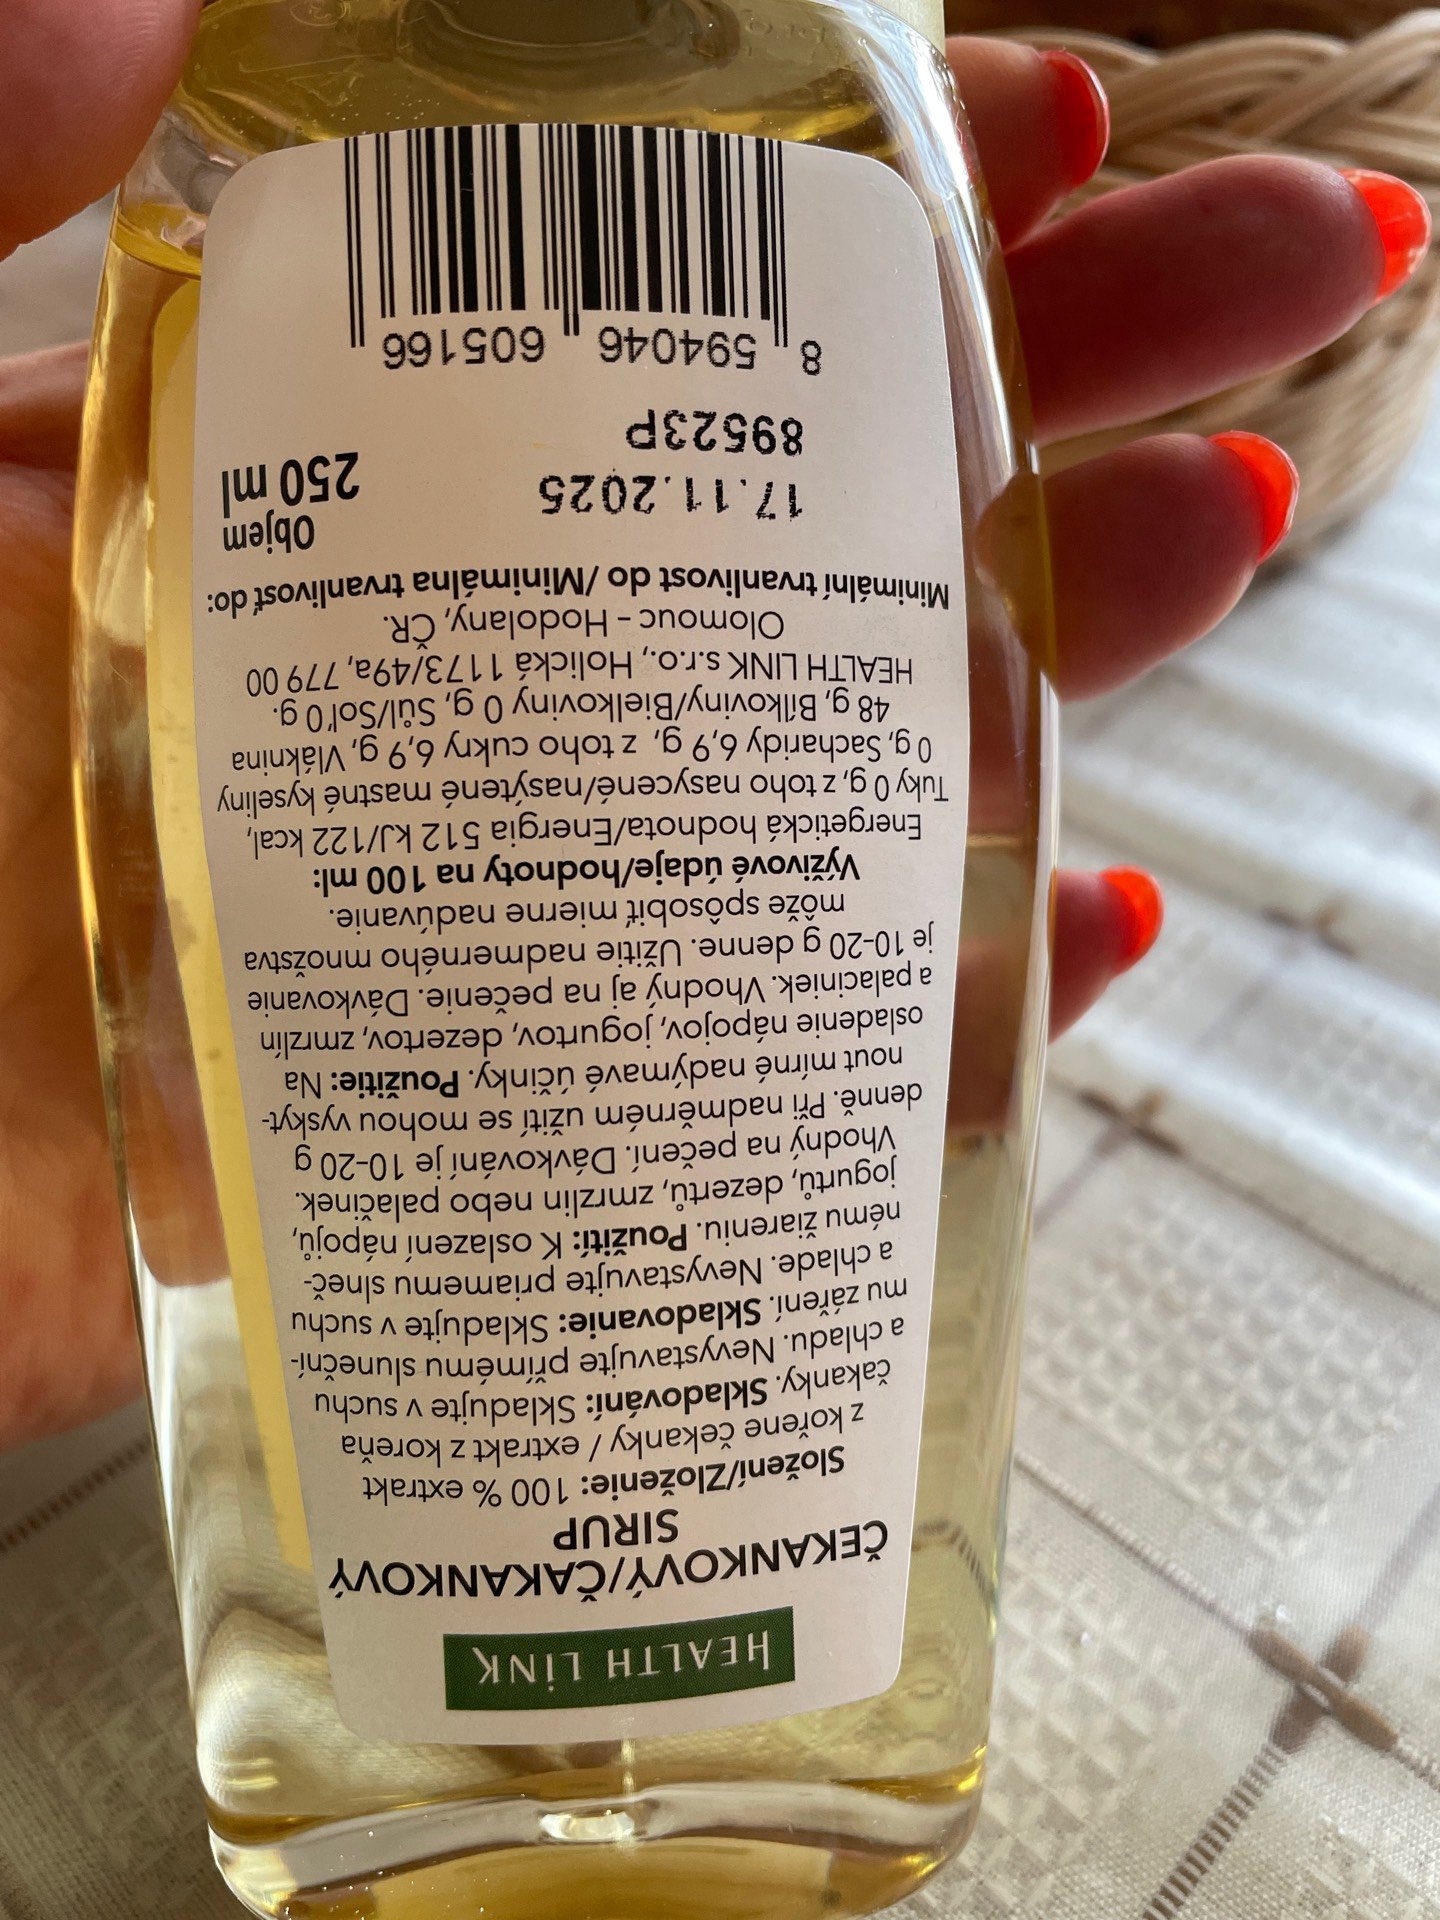 HEALTH LINK
ČEKANKOVÝ/ČAKANKOVÝ
SIRUP
Složení/Zloženie: 100 % extrakt
z kořene čekanky / extrakt z koreňa
čakanky. Skladování: Skladujte v suchu
a chladu. Nevystavujte přímému sluneční-
mu záření. Skladovanie: Skladujte v suchu
a chlade. Nevystavujte priamemu slneč-
nému žiareniu. Použití: K oslazení nápojů,
jogurtů, dezertů, zmrzlin nebo palačinek.
Vhodný na pečení. Dávkování je 10-20 g
denně. Při nadměrném užití se mohou vyskyt-
nout mírné nadýmavé účinky. Použitie: Na
osladenie nápojov, jogurtov, dezertov, zmrzlín
a palaciniek. Vhodný aj na pečenie. Dávkovanie
je 10-20 g denne. Užitie nadmerného množstva
môže spôsobiť mierne nadúvanie.
Výživové údaje/hodnoty na 100 ml:
Energetická hodnota/Energia 512 kJ/122 kcal,
Tuky 0 g, z toho nasycené/nasýtené mastné kyseliny
0 g, Sacharidy 6,9 g, z toho cukry 6,9 g, Vláknina
48 g, Bílkoviny/Bielkoviny 0 g, Sůl/Soľ 0 g.
HEALTH LINK s.r.o., Holická 1173/49a, 779 00
Olomouc - Hodolany, ČR.
Minimální trvanlivost do /Minimálna trvanlivosť do:
17.11.2025
89523P
Objem
250 ml
8 594046 605166